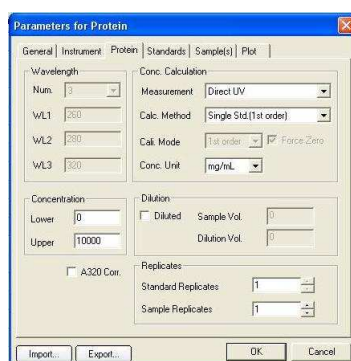 Parameters for Protein
General Instrument Protein Standards Sample(s) Plot
Wavelength
Num. 3
WL1 260
WL2 280
WL3 320
Conc. Calculation
Measurement Direct UV
Calc. Method Single Std.(1st order)
Cali. Mode 1st order Force Zero
Conc. Unit mg/mL
Concentration
Lower 0
Upper 10000
A320 Corr.
Dilution
Diluted Sample Vol. 0
Dilution Vol. 0
Replicates
Standard Replicates 1
Sample Replicates 1
Import... Export... OK Cancel